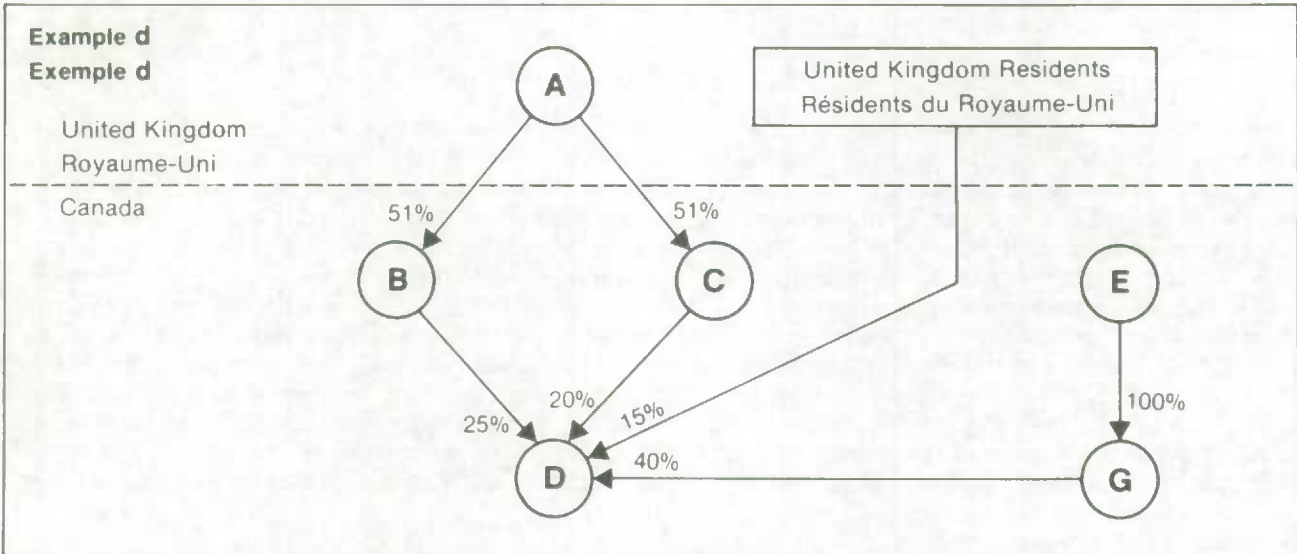 Example d
Exemple d
A
United Kingdom Residents
Résidents du Royaume-Uni
United Kingdom
Royaume-Uni
Canada
51%
51%
B
C
E
25%
20%
15%
100%
40%
D
G